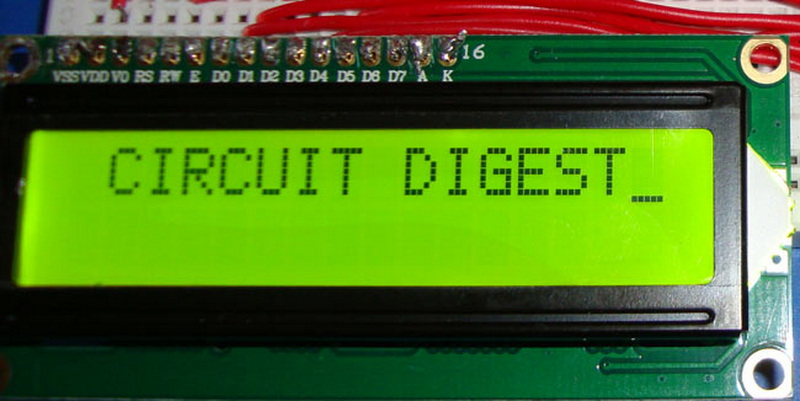 1 VSS VDD V0 RS RW E D0 D1 D2 D3 D4 D5 D6 D7 A K 16
CIRCUIT DIGEST_